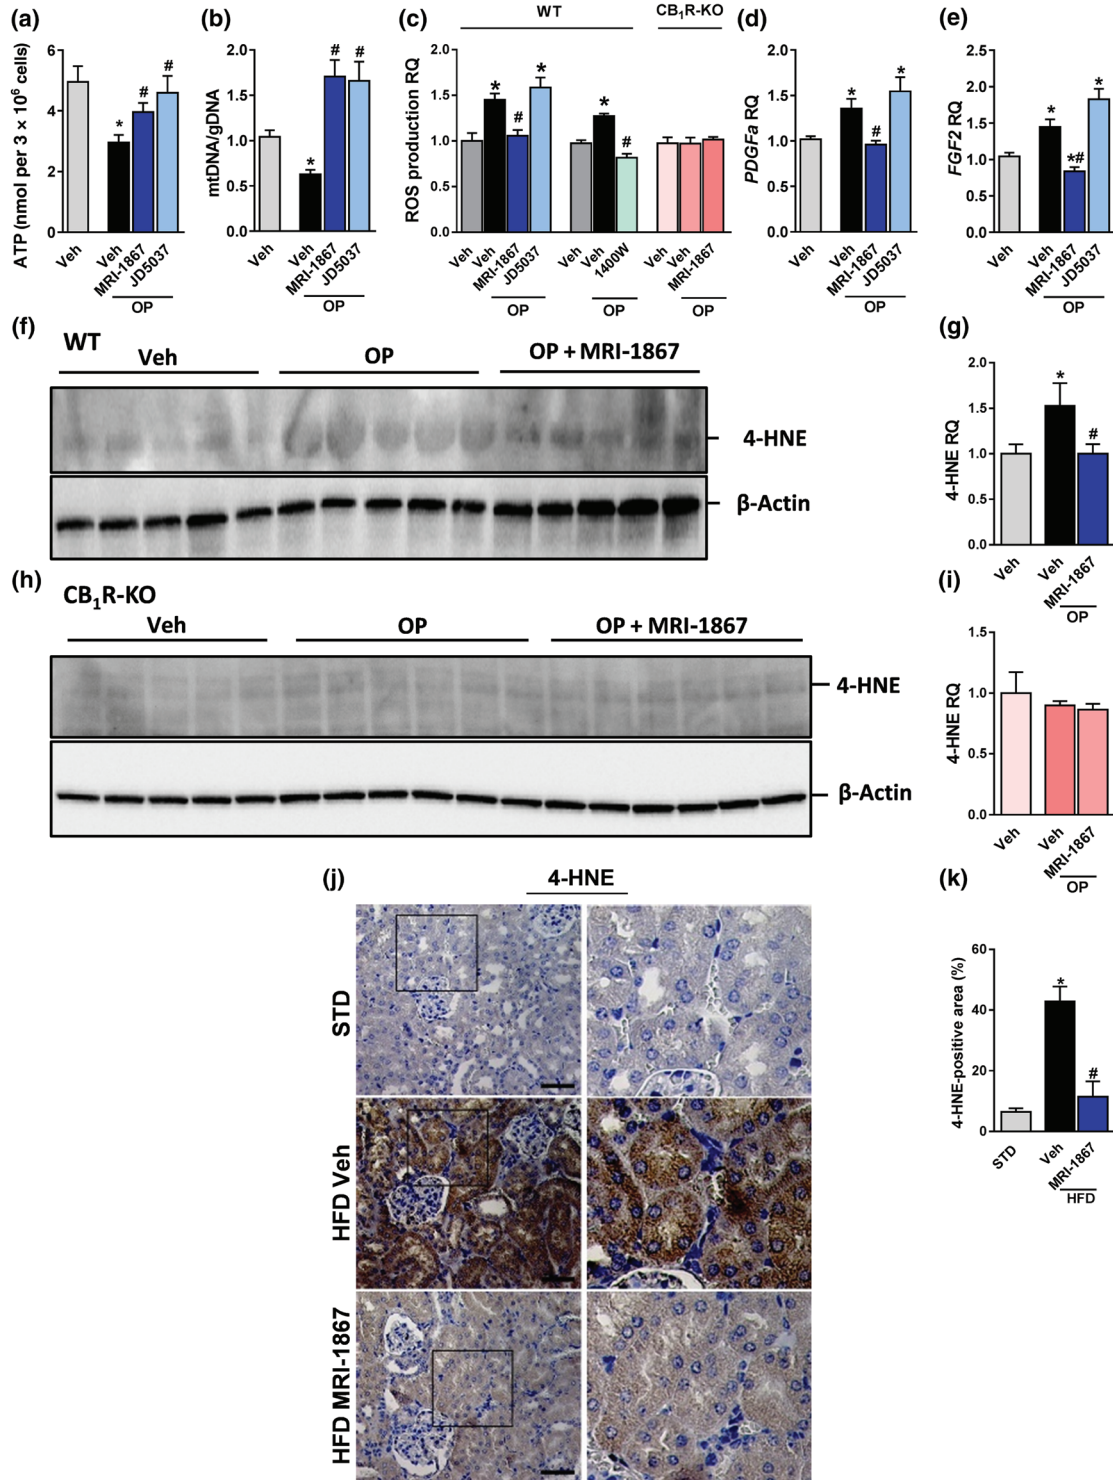 (a)
ATP (nmol per 3 × 10⁶ cells)
6
4
2
0
*
#
#
Veh
Veh
MRI-1867
JD5037
OP
(b)
mtDNA/gDNA
2.0
1.5
1.0
0.5
0.0
*
#
#
Veh
Veh
MRI-1867
JD5037
OP
(c)
WT
CB₁R-KO
ROS production RQ
2.0
1.5
1.0
0.5
0.0
*
#
*
*
#
Veh
Veh
MRI-1867
JD5037
OP
Veh
Veh
1400W
OP
Veh
Veh
MRI-1867
OP
(d)
PDGFa RQ
2.0
1.5
1.0
0.5
0.0
*
#
*
Veh
Veh
MRI-1867
JD5037
OP
(e)
FGF2 RQ
2.5
2.0
1.5
1.0
0.5
0.0
*
*#
*
Veh
Veh
MRI-1867
JD5037
OP
(f)
WT
Veh
OP
OP + MRI-1867
4-HNE
β-Actin
(g)
4-HNE RQ
2.0
1.5
1.0
0.5
0.0
*
#
Veh
Veh
MRI-1867
OP
(h)
CB₁R-KO
Veh
OP
OP + MRI-1867
4-HNE
β-Actin
(i)
4-HNE RQ
1.5
1.0
0.5
0.0
Veh
Veh
MRI-1867
OP
(j)
4-HNE
STD
HFD Veh
HFD MRI-1867
(k)
4-HNE-positive area (%)
60
40
20
0
*
#
STD
Veh
MRI-1867
HFD